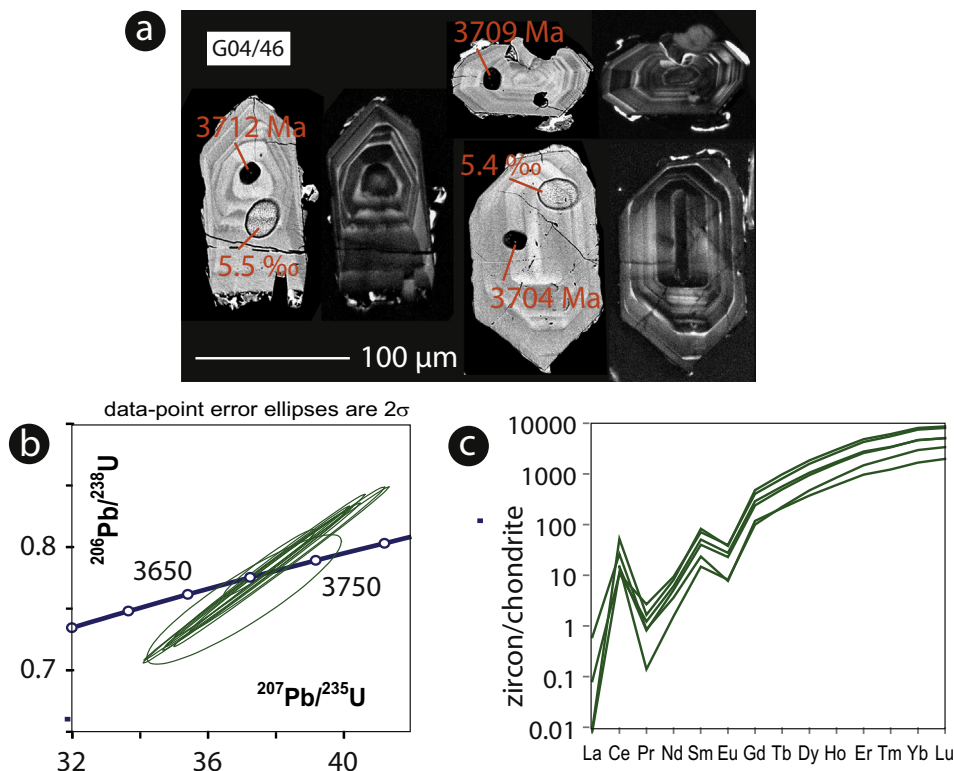 a
G04/46
3709 Ma
3712 Ma
5.4 ‰
5.5 ‰
3704 Ma
100 µm
data-point error ellipses are 2σ
b
c
206Pb/238U
0.8
0.7
3650
3750
207Pb/235U
32
36
40
zircon/chondrite
10000
1000
100
10
1
0.1
0.01
La Ce Pr Nd Sm Eu Gd Tb Dy Ho Er Tm Yb Lu